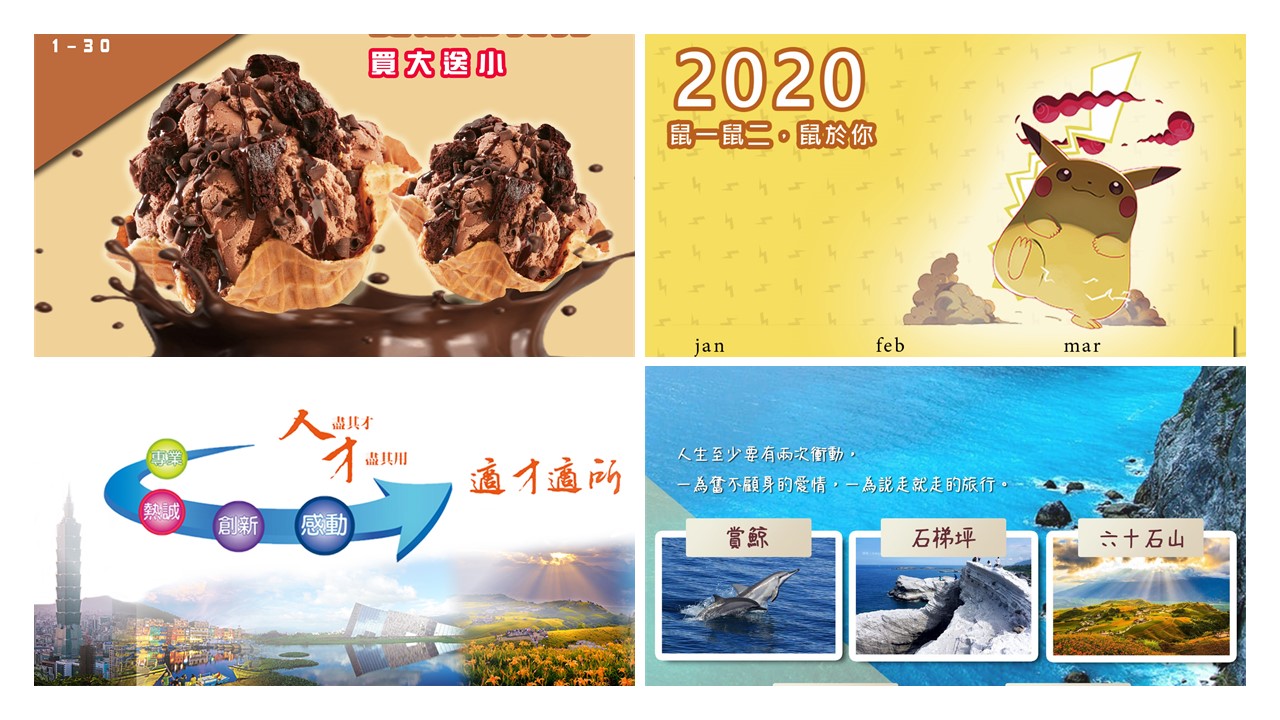 1-30
買大送小
2020
鼠一鼠二，鼠於你
jan
feb
mar
人盡其才
才盡其用
適才適所
專業
熱誠
創新
感動
人生至少要有兩次衝動，
一為奮不顧身的愛情，一為說走就走的旅行。
賞鯨
石梯坪
六十石山